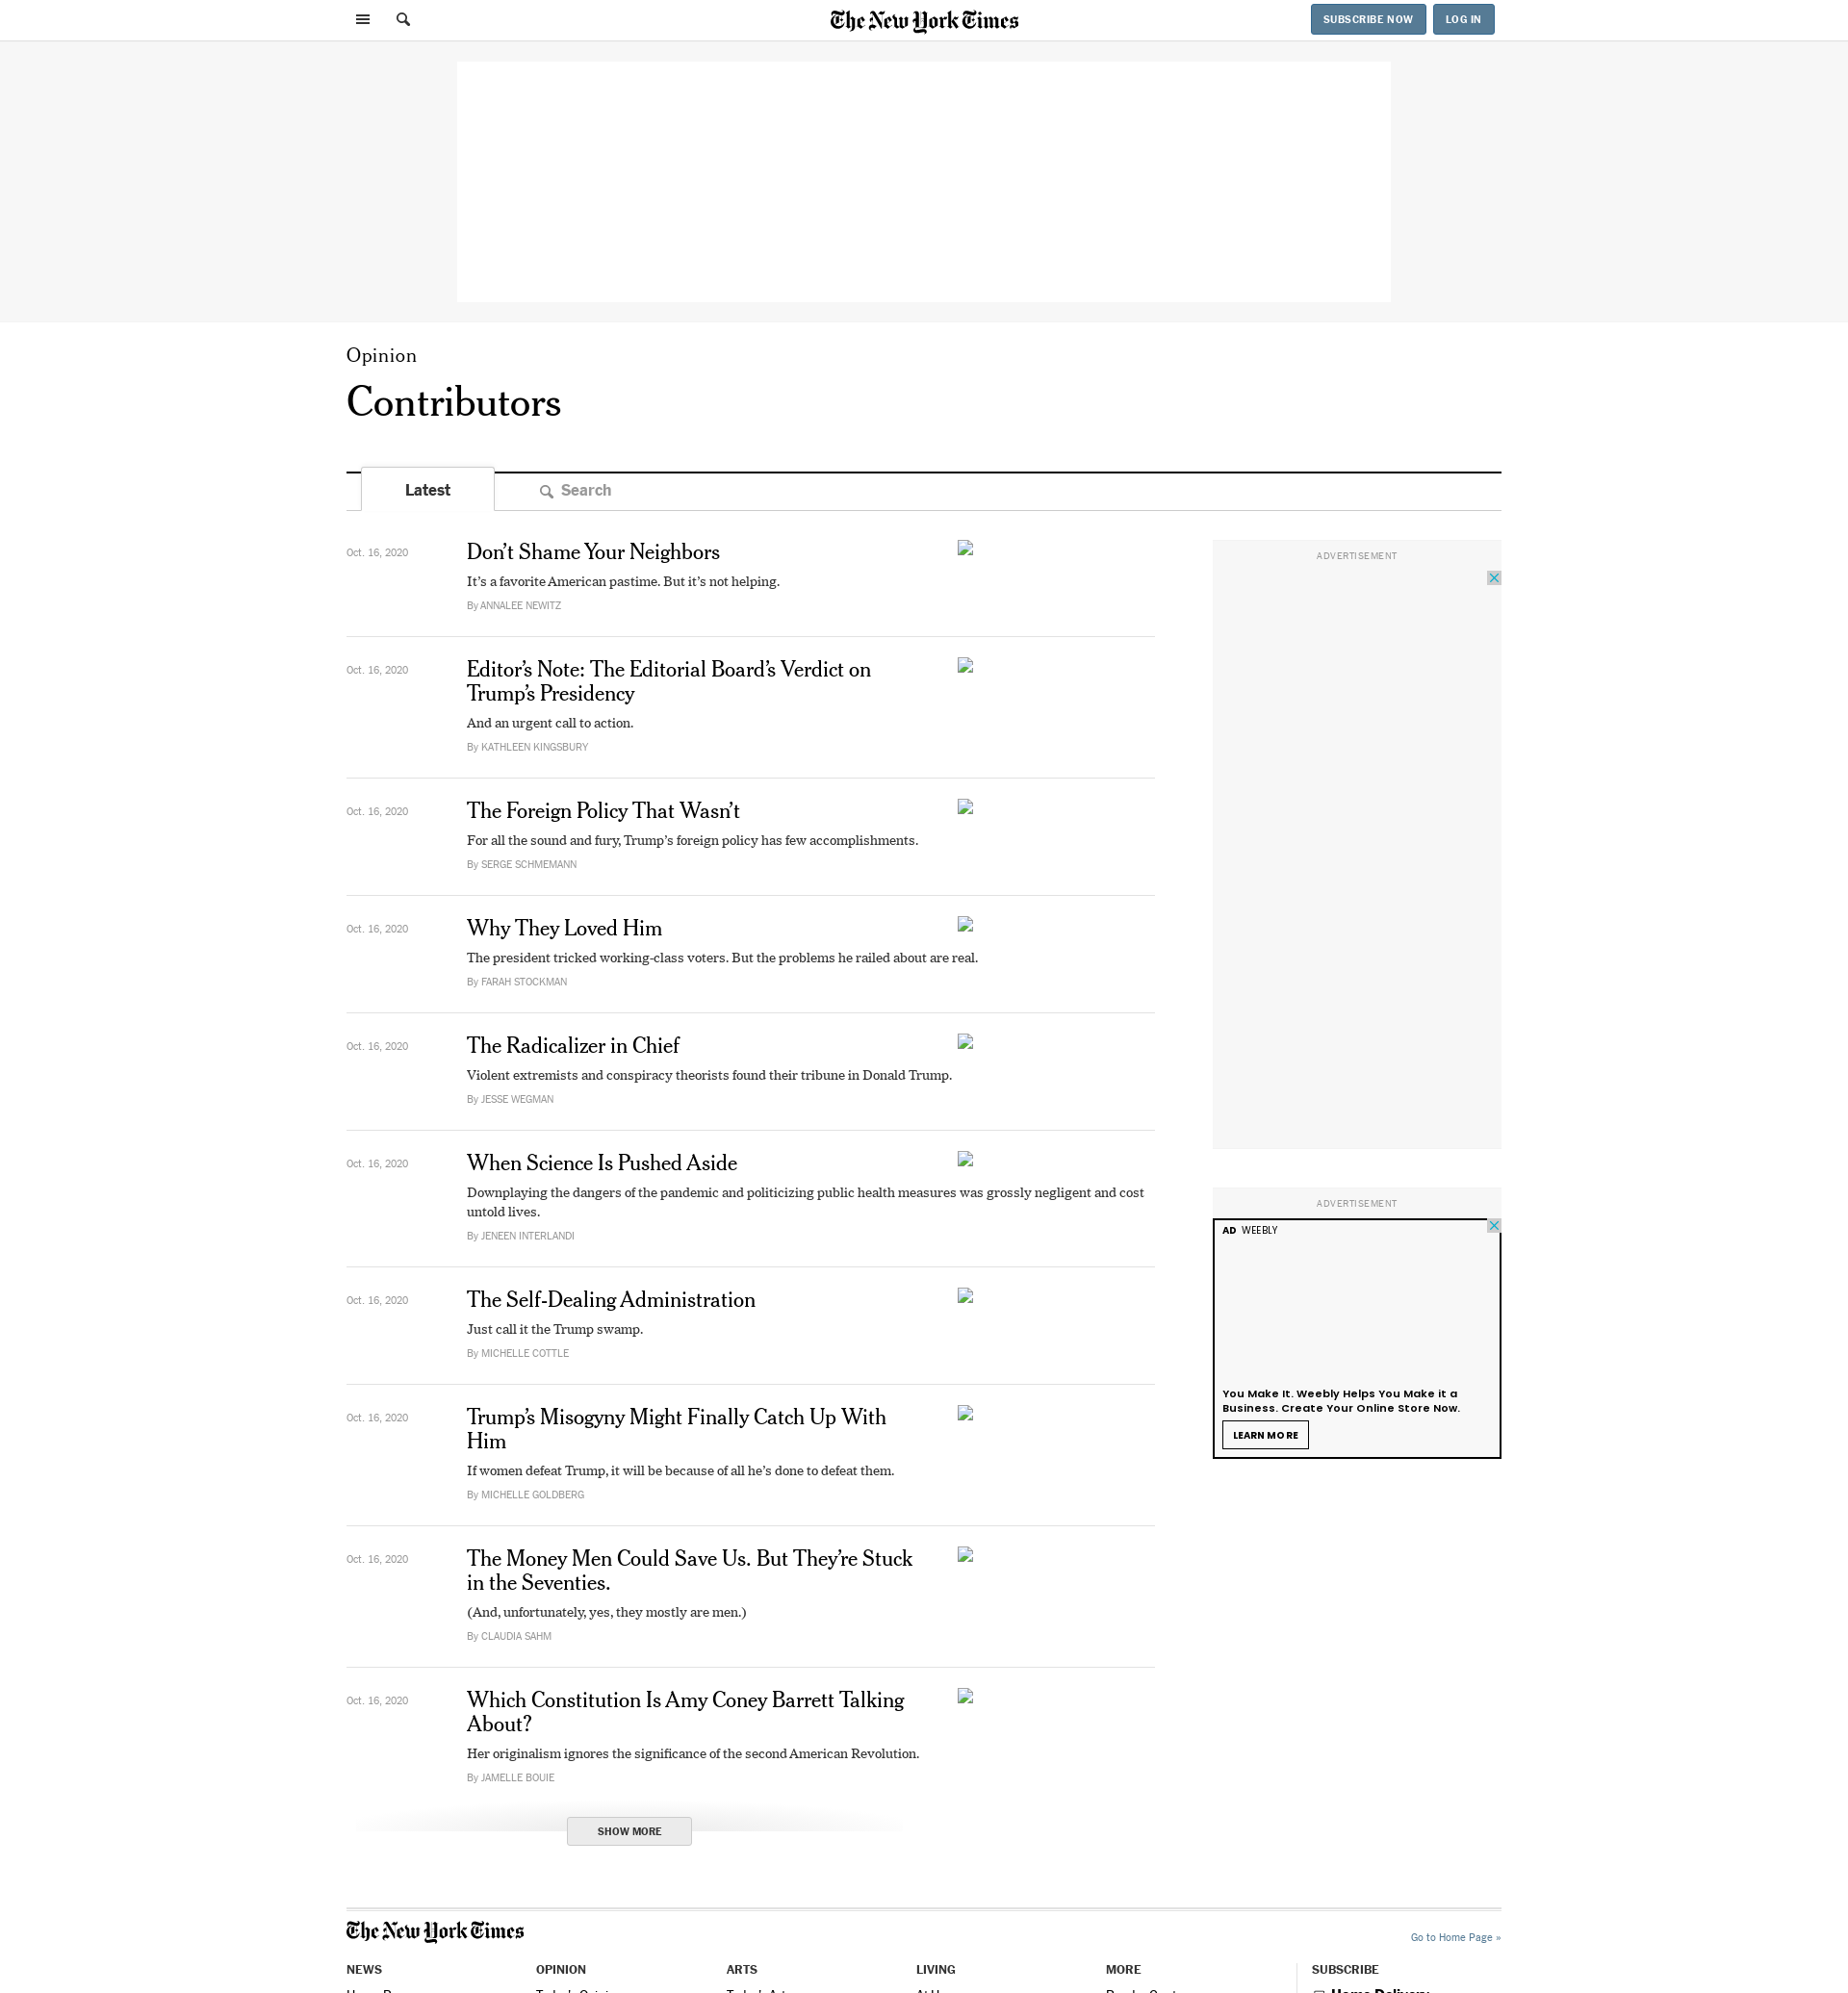 The New York Times
SUBSCRIBE NOW
LOG IN
Opinion
Contributors
Latest
Search
Oct. 16, 2020
Don’t Shame Your Neighbors
It’s a favorite American pastime. But it’s not helping.
By ANNALEE NEWITZ
Oct. 16, 2020
Editor’s Note: The Editorial Board’s Verdict on
Trump’s Presidency
And an urgent call to action.
By KATHLEEN KINGSBURY
Oct. 16, 2020
The Foreign Policy That Wasn’t
For all the sound and fury, Trump’s foreign policy has few accomplishments.
By SERGE SCHMEMANN
Oct. 16, 2020
Why They Loved Him
The president tricked working-class voters. But the problems he railed about are real.
By FARAH STOCKMAN
Oct. 16, 2020
The Radicalizer in Chief
Violent extremists and conspiracy theorists found their tribune in Donald Trump.
By JESSE WEGMAN
Oct. 16, 2020
When Science Is Pushed Aside
Downplaying the dangers of the pandemic and politicizing public health measures was grossly negligent and cost
untold lives.
By JENEEN INTERLANDI
Oct. 16, 2020
The Self-Dealing Administration
Just call it the Trump swamp.
By MICHELLE COTTLE
Oct. 16, 2020
Trump’s Misogyny Might Finally Catch Up With
Him
If women defeat Trump, it will be because of all he’s done to defeat them.
By MICHELLE GOLDBERG
Oct. 16, 2020
The Money Men Could Save Us. But They’re Stuck
in the Seventies.
(And, unfortunately, yes, they mostly are men.)
By CLAUDIA SAHM
Oct. 16, 2020
Which Constitution Is Amy Coney Barrett Talking
About?
Her originalism ignores the significance of the second American Revolution.
By JAMELLE BOUIE
SHOW MORE
ADVERTISEMENT
ADVERTISEMENT
AD WEEBLY
You Make It. Weebly Helps You Make it a
Business. Create Your Online Store Now.
LEARN MORE
The New York Times
Go to Home Page »
NEWS
OPINION
ARTS
LIVING
MORE
SUBSCRIBE
Home Delivery